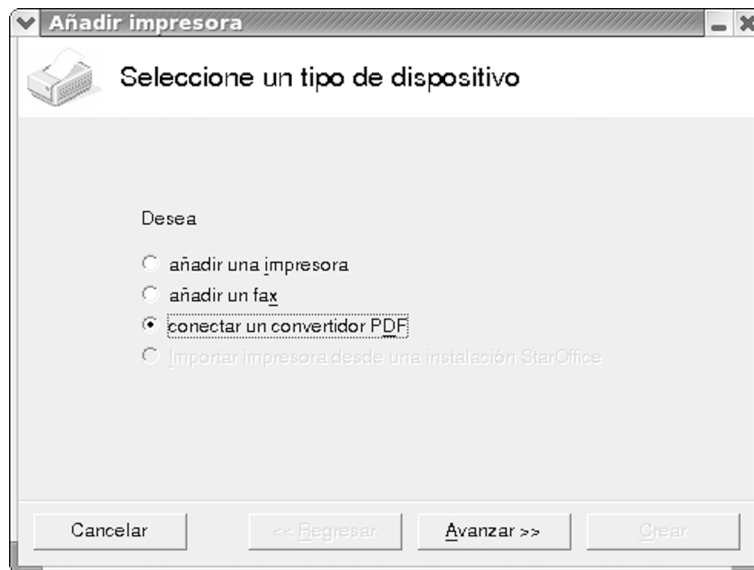 Añadir impresora
Seleccione un tipo de dispositivo
Desea
añadir una impresora
añadir un fax
conectar un convertidor PDF
Importar impresora desde una instalación StarOffice
Cancelar
<< Regresar
Avanzar >>
Crear